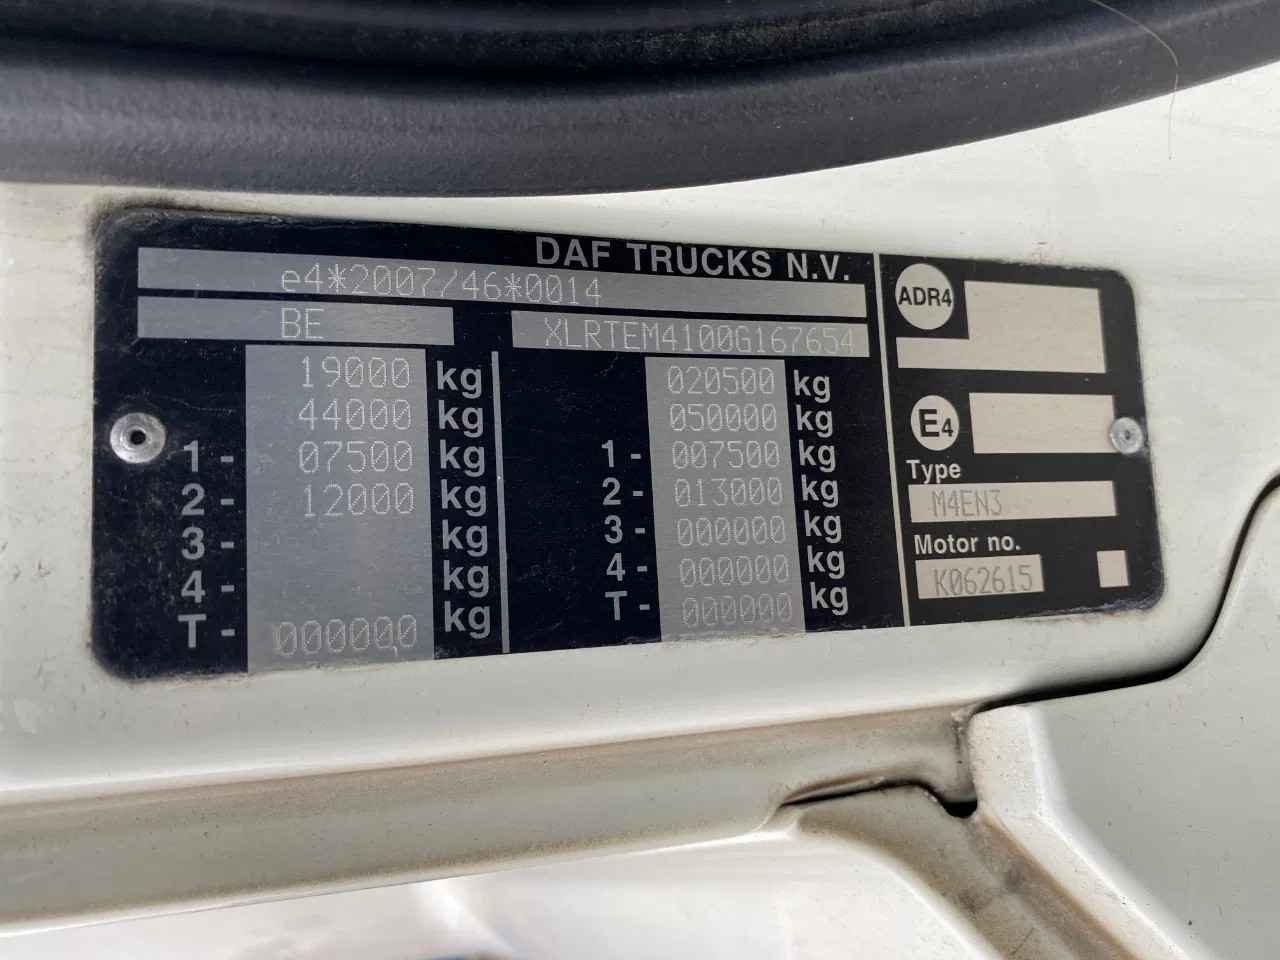 DAF TRUCKS N.V.
e4*2007/46*0014
BE XLRTEM4100G167654
19000 kg 020500 kg
44000 kg 050000 kg
1- 07500 kg 1- 007500 kg
2- 12000 kg 2- 013000 kg
3- kg 3- 000000 kg
4- kg 4- 000000 kg
T- 000000 kg T- 000000 kg
ADR4
E4
Type
M4EN3
Motor no.
K062615